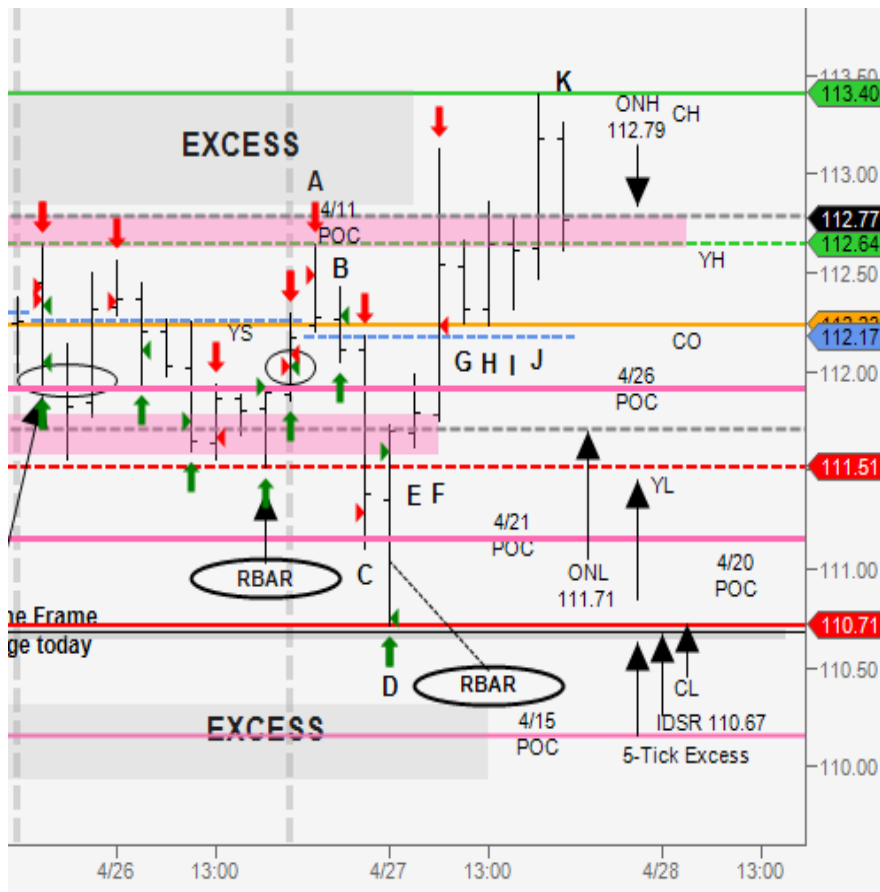 113.50
113.40
K
ONH
112.79
CH
EXCESS
113.00
A
4/11
POC
112.77
112.64
YH
B
112.50
YS
CO
112.17
G
H
I
J
112.00
4/26
POC
111.51
YL
E
F
4/21
POC
4/20
POC
RBAR
C
ONL
111.71
111.00
ne Frame
ge today
110.71
D
RBAR
CL
110.50
EXCESS
4/15
POC
IDSR 110.67
5-Tick Excess
110.00
4/26
13:00
4/27
13:00
4/28
13:00